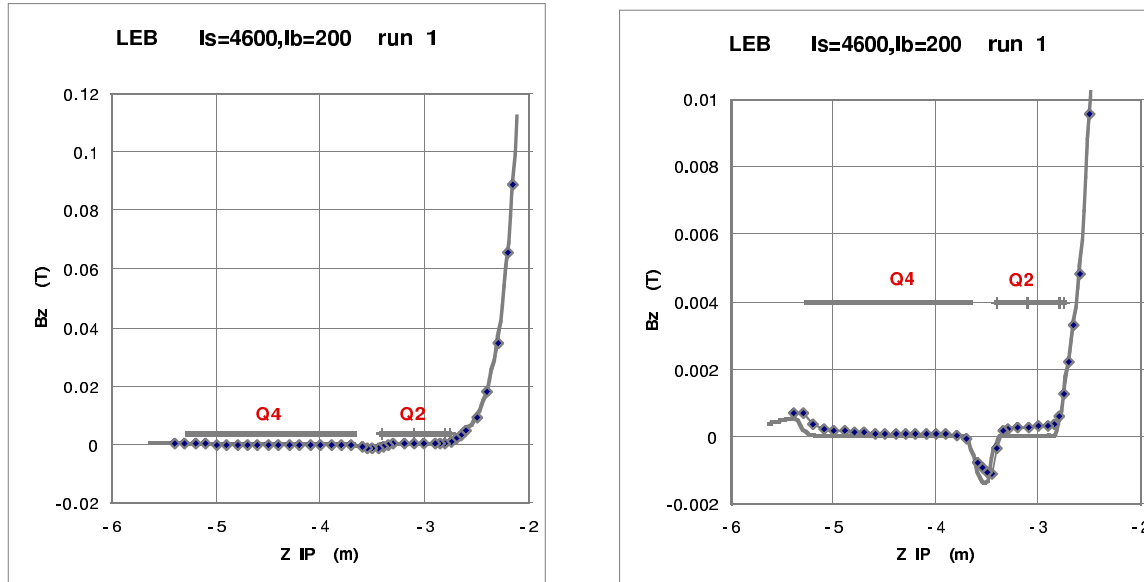 LEB Is=4600,Ib=200 run 1
0.12
0.1
0.08
0.06
0.04
0.02
0
-0.02
Bz (T)
Q4 Q2
-6 -5 -4 -3 -2
Z IP (m)
LEB Is=4600,Ib=200 run 1
0.01
0.008
0.006
0.004
0.002
0
-0.002
Bz (T)
Q4 Q2
-6 -5 -4 -3 -2
Z IP (m)